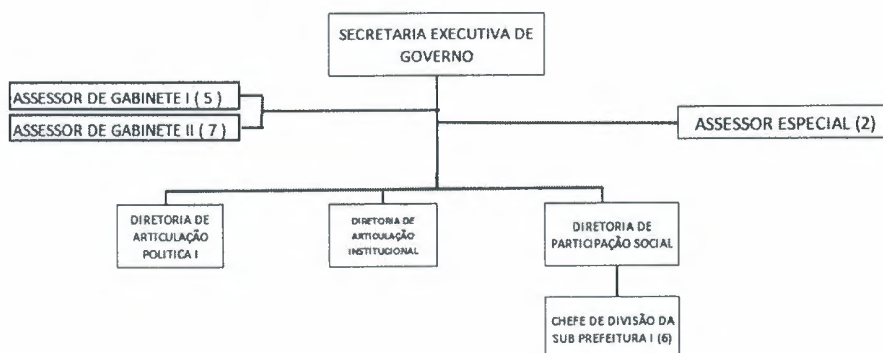 SECRETARIA EXECUTIVA DE
GOVERNO
ASSESSOR DE GABINETE I ( 5 )
ASSESSOR DE GABINETE II ( 7 )
ASSESSOR ESPECIAL (2)
DIRETORIA DE
ARTICULAÇÃO
POLITICA I
DIRETORIA DE
ARTICULAÇÃO
INSTITUCIONAL
DIRETORIA DE
PARTICIPAÇÃO SOCIAL
CHEFE DE DIVISÃO DA
SUB PREFEITURA I (6)